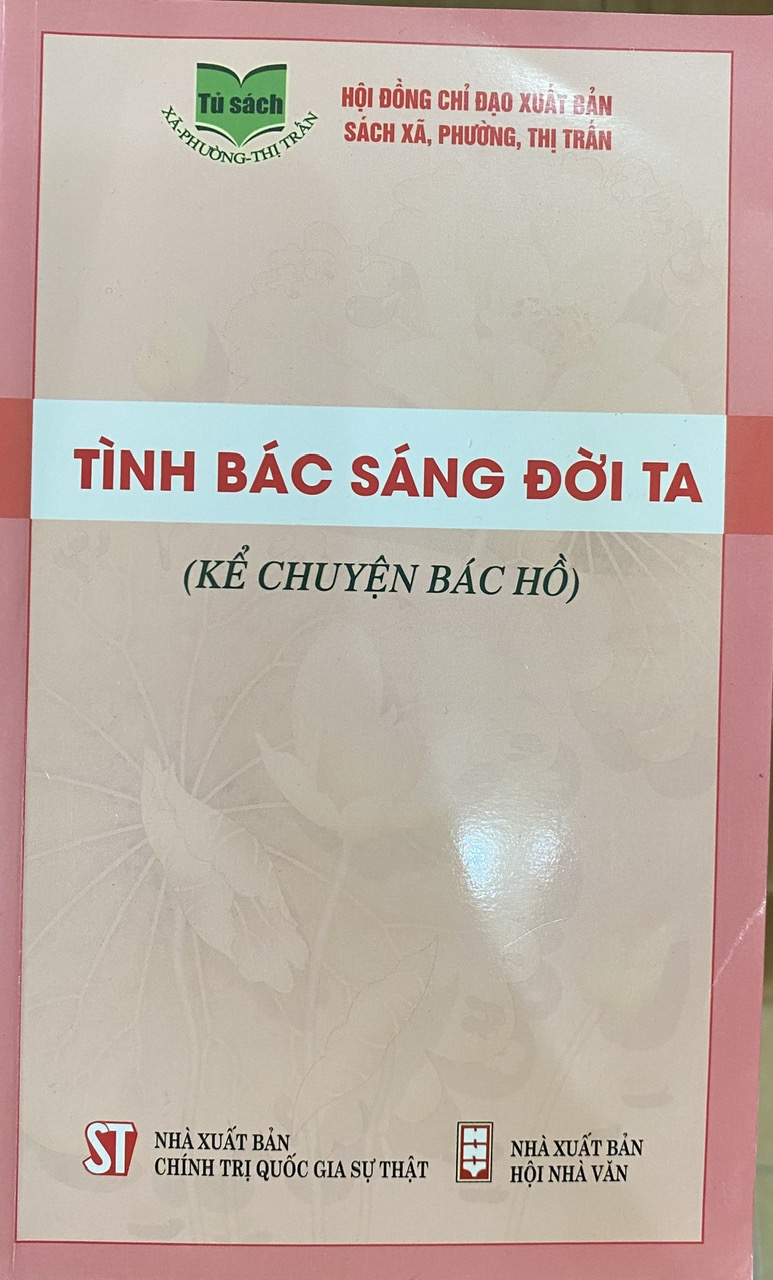 Tủ sách
XÃ-PHƯỜNG-THỊ TRẤN
HỘI ĐỒNG CHỈ ĐẠO XUẤT BẢN
SÁCH XÃ, PHƯỜNG, THỊ TRẤN
TÌNH BÁC SÁNG ĐỜI TA
(KỂ CHUYỆN BÁC HỒ)
ST
NHÀ XUẤT BẢN
CHÍNH TRỊ QUỐC GIA SỰ THẬT
HNV
NHÀ XUẤT BẢN
HỘI NHÀ VĂN